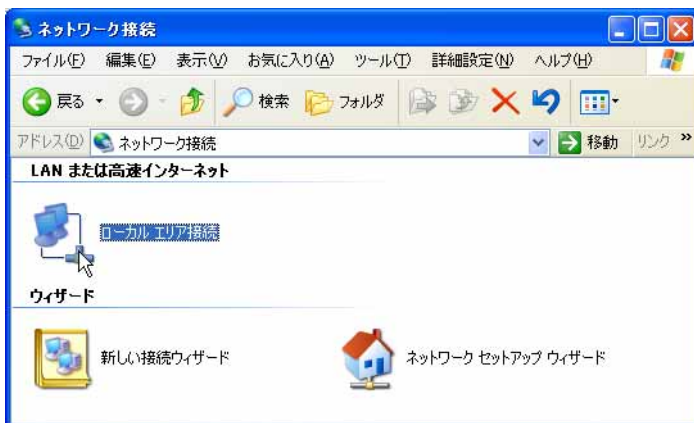 ネットワーク接続
ファイル(F) 編集(E) 表示(V) お気に入り(A) ツール(T) 詳細設定(N) ヘルプ(H)
戻る 検索 フォルダ
アドレス(D) ネットワーク接続 移動 リンク »
LAN または高速インターネット
ローカル エリア接続
ウィザード
新しい接続ウィザード ネットワーク セットアップ ウィザード